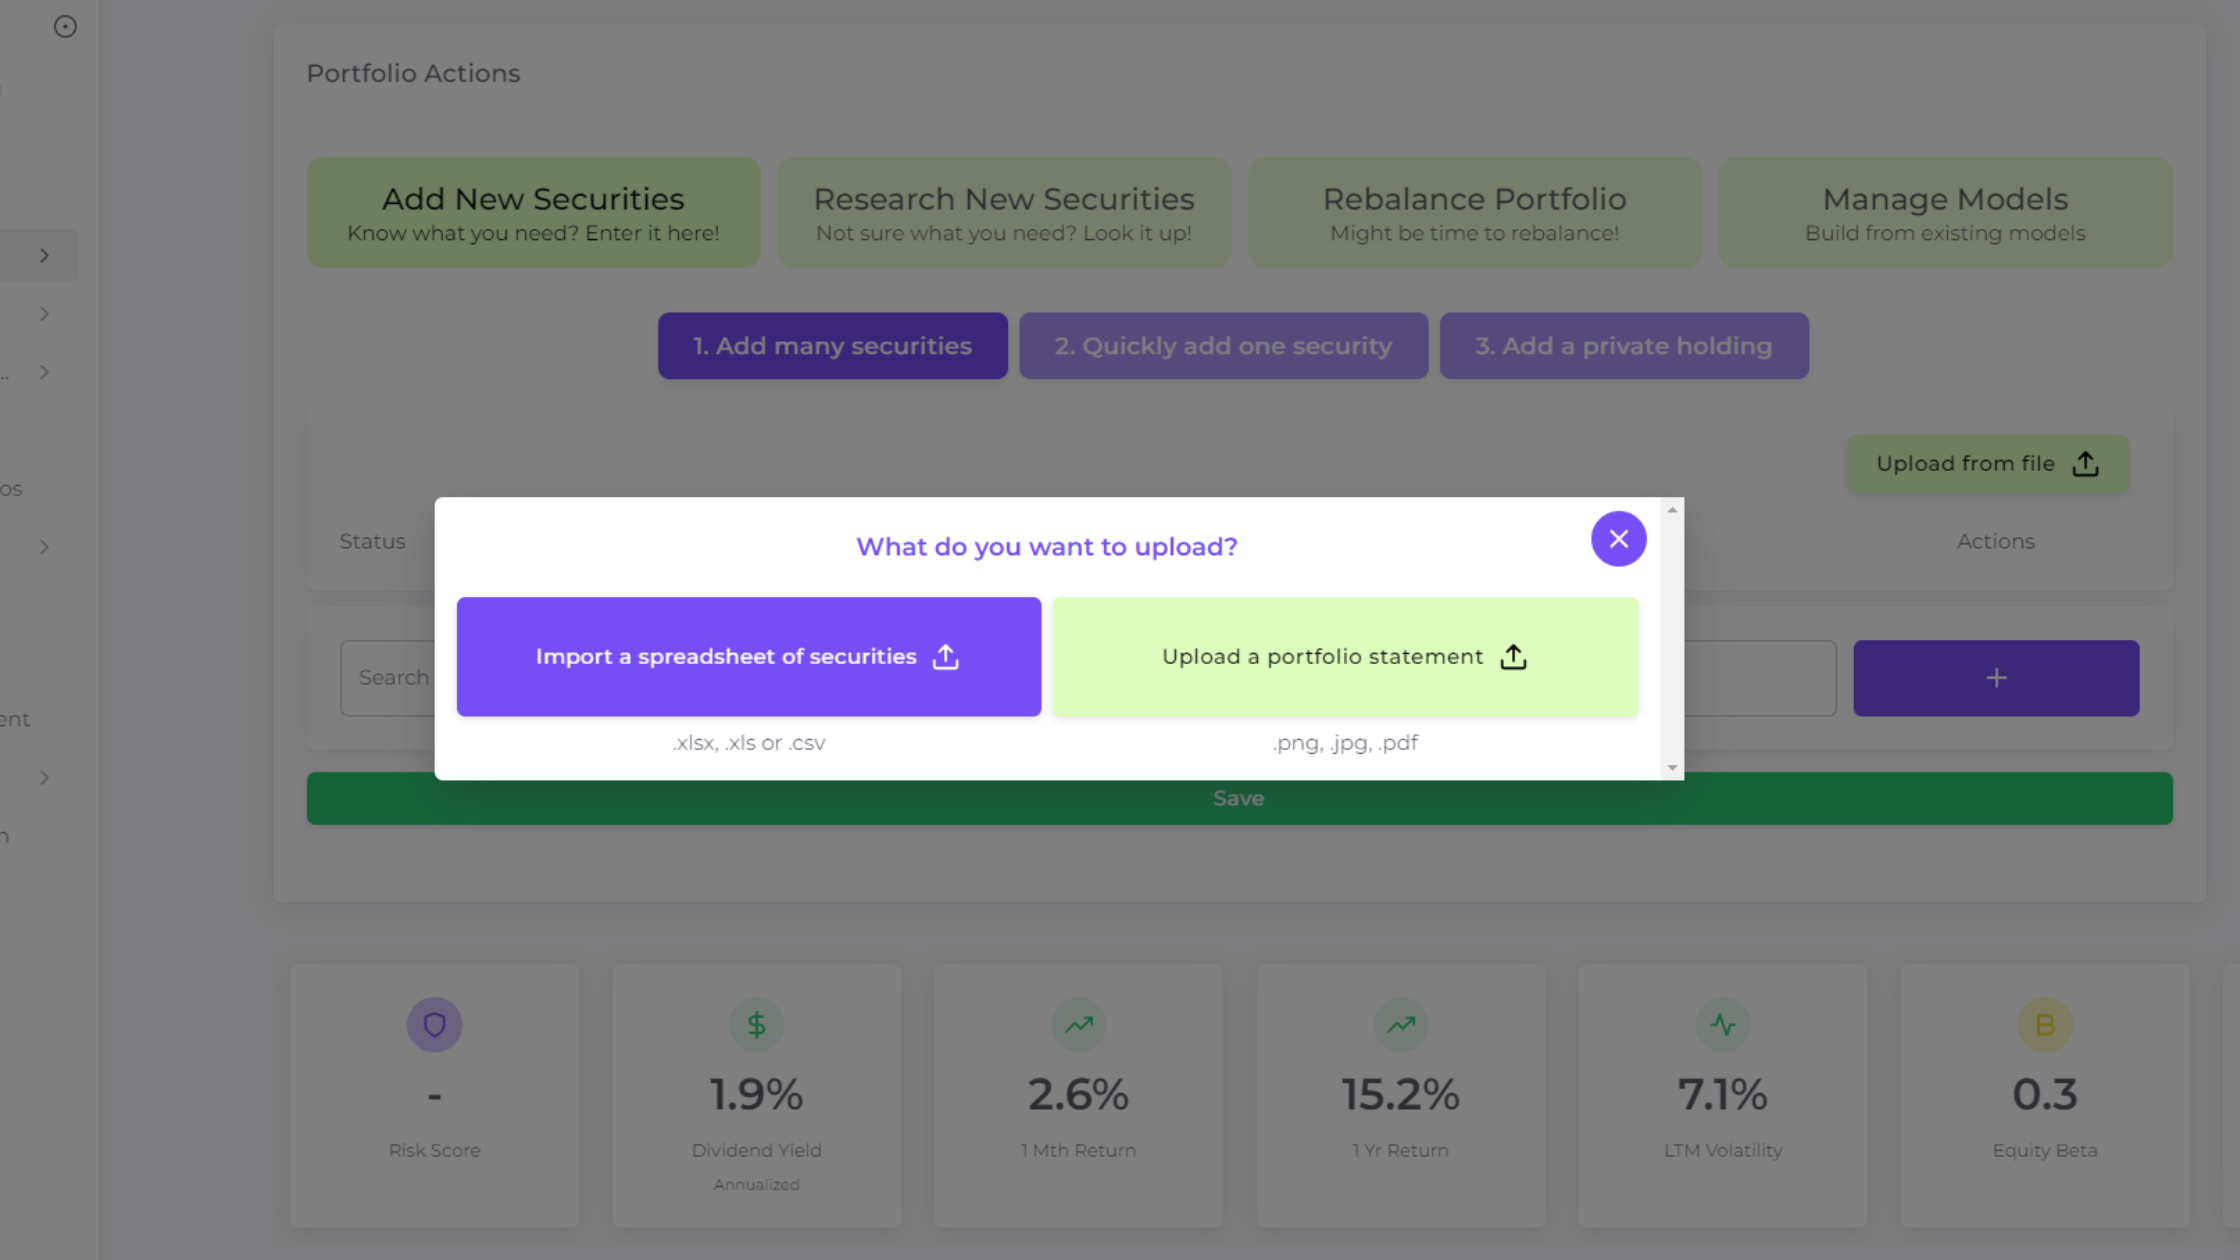 Portfolio Actions
Add New Securities
Know what you need? Enter it here!
Research New Securities
Not sure what you need? Look it up!
Rebalance Portfolio
Might be time to rebalance!
Manage Models
Build from existing models
1. Add many securities
2. Quickly add one security
3. Add a private holding
Upload from file
Status
Actions
What do you want to upload?
Import a spreadsheet of securities
.xlsx, .xls or .csv
Upload a portfolio statement
.png, .jpg, .pdf
Search
+
Save
-
Risk Score
1.9%
Dividend Yield
Annualized
2.6%
1 Mth Return
15.2%
1 Yr Return
7.1%
LTM Volatility
B
0.3
Equity Beta